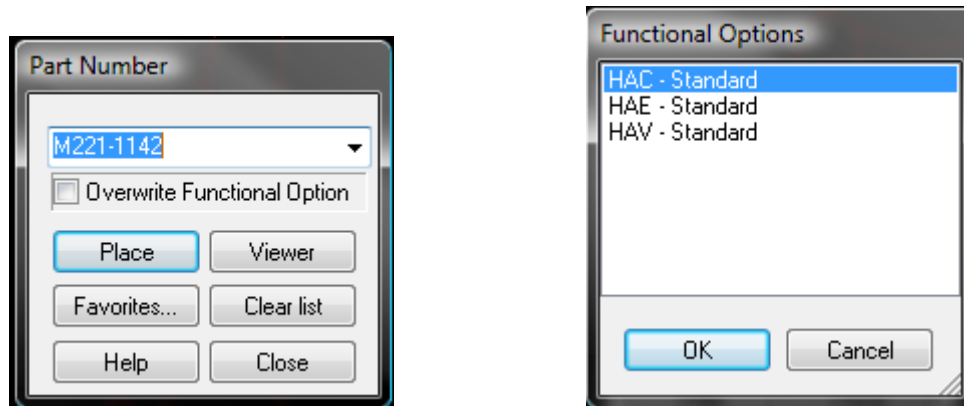 Part Number
M221-1142
Overwrite Functional Option
Place
Viewer
Favorites...
Clear list
Help
Close
Functional Options
HAC - Standard
HAE - Standard
HAV - Standard
OK
Cancel